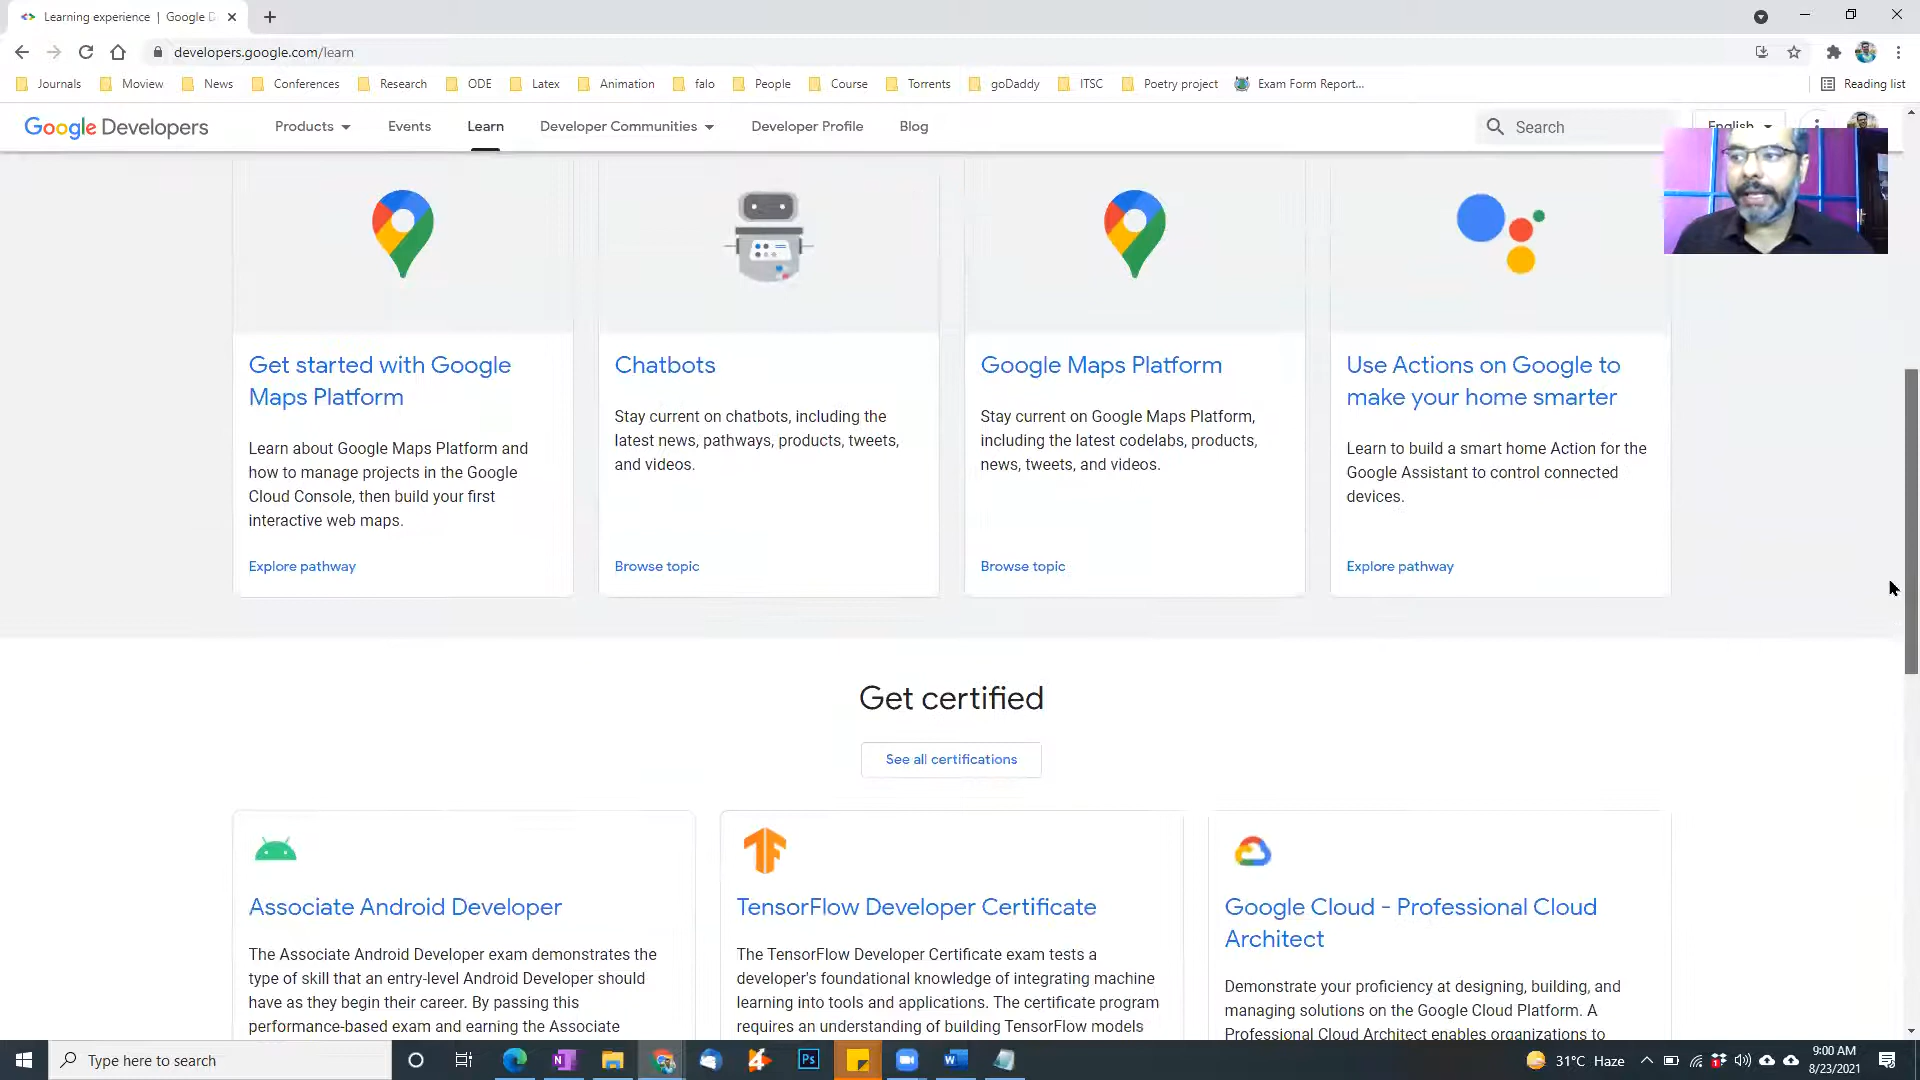 Learning experience | Google D
developers.google.com/learn
Journals Moview News Conferences Research ODE Latex Animation falo People Course Torrents goDaddy ITSC Poetry project Exam Form Report... Reading list
Google Developers Products Events Learn Developer Communities Developer Profile Blog Search English
Get started with Google
Maps Platform
Learn about Google Maps Platform and
how to manage projects in the Google
Cloud Console, then build your first
interactive web maps.
Explore pathway
Chatbots
Stay current on chatbots, including the
latest news, pathways, products, tweets,
and videos.
Browse topic
Google Maps Platform
Stay current on Google Maps Platform,
including the latest codelabs, products,
news, tweets, and videos.
Browse topic
Use Actions on Google to
make your home smarter
Learn to build a smart home Action for the
Google Assistant to control connected
devices.
Explore pathway
Get certified
See all certifications
Associate Android Developer
The Associate Android Developer exam demonstrates the
type of skill that an entry-level Android Developer should
have as they begin their career. By passing this
performance-based exam and earning the Associate
TF
TensorFlow Developer Certificate
The TensorFlow Developer Certificate exam tests a
developer's foundational knowledge of integrating machine
learning into tools and applications. The certificate program
requires an understanding of building TensorFlow models
Google Cloud - Professional Cloud
Architect
Demonstrate your proficiency at designing, building, and
managing solutions on the Google Cloud Platform. A
Professional Cloud Architect enables organizations to
Type here to search
N
Ps
W
31°C Haze
9:00 AM
8/23/2021